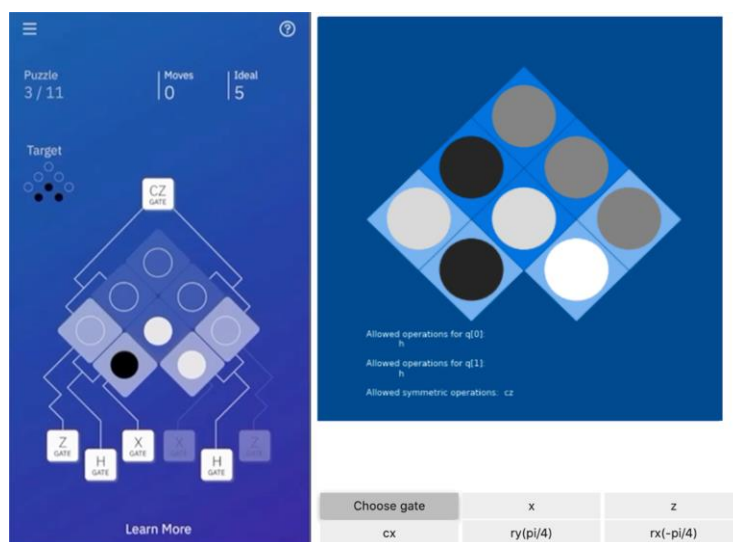 Puzzle
3 / 11
Moves
0
Ideal
5
Target
CZ
GATE
Z
GATE
H
GATE
X
GATE
X
GATE
H
GATE
Z
GATE
Learn More
Allowed operations for q[0]:
h
Allowed operations for q[1]:
h
Allowed symmetric operations: cz
Choose gate x z
cx ry(pi/4) rx(-pi/4)